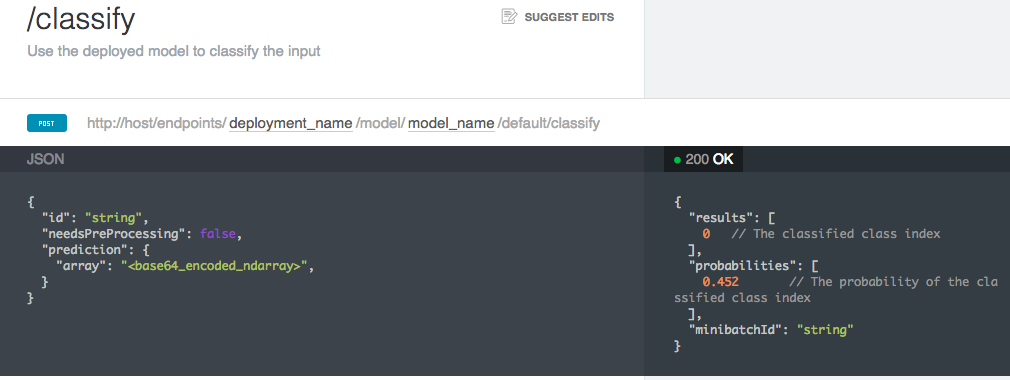 /classify
SUGGEST EDITS
Use the deployed model to classify the input
POST http://host/endpoints/ deployment_name /model/ model_name /default/classify
JSON
{
"id": "string",
"needsPreProcessing": false,
"prediction": {
"array": "<base64_encoded_ndarray>",
}
}
200 OK
{
"results": [
0 // The classified class index
],
"probabilities": [
0.452 // The probability of the cla
ssified class index
],
"minibatchId": "string"
}